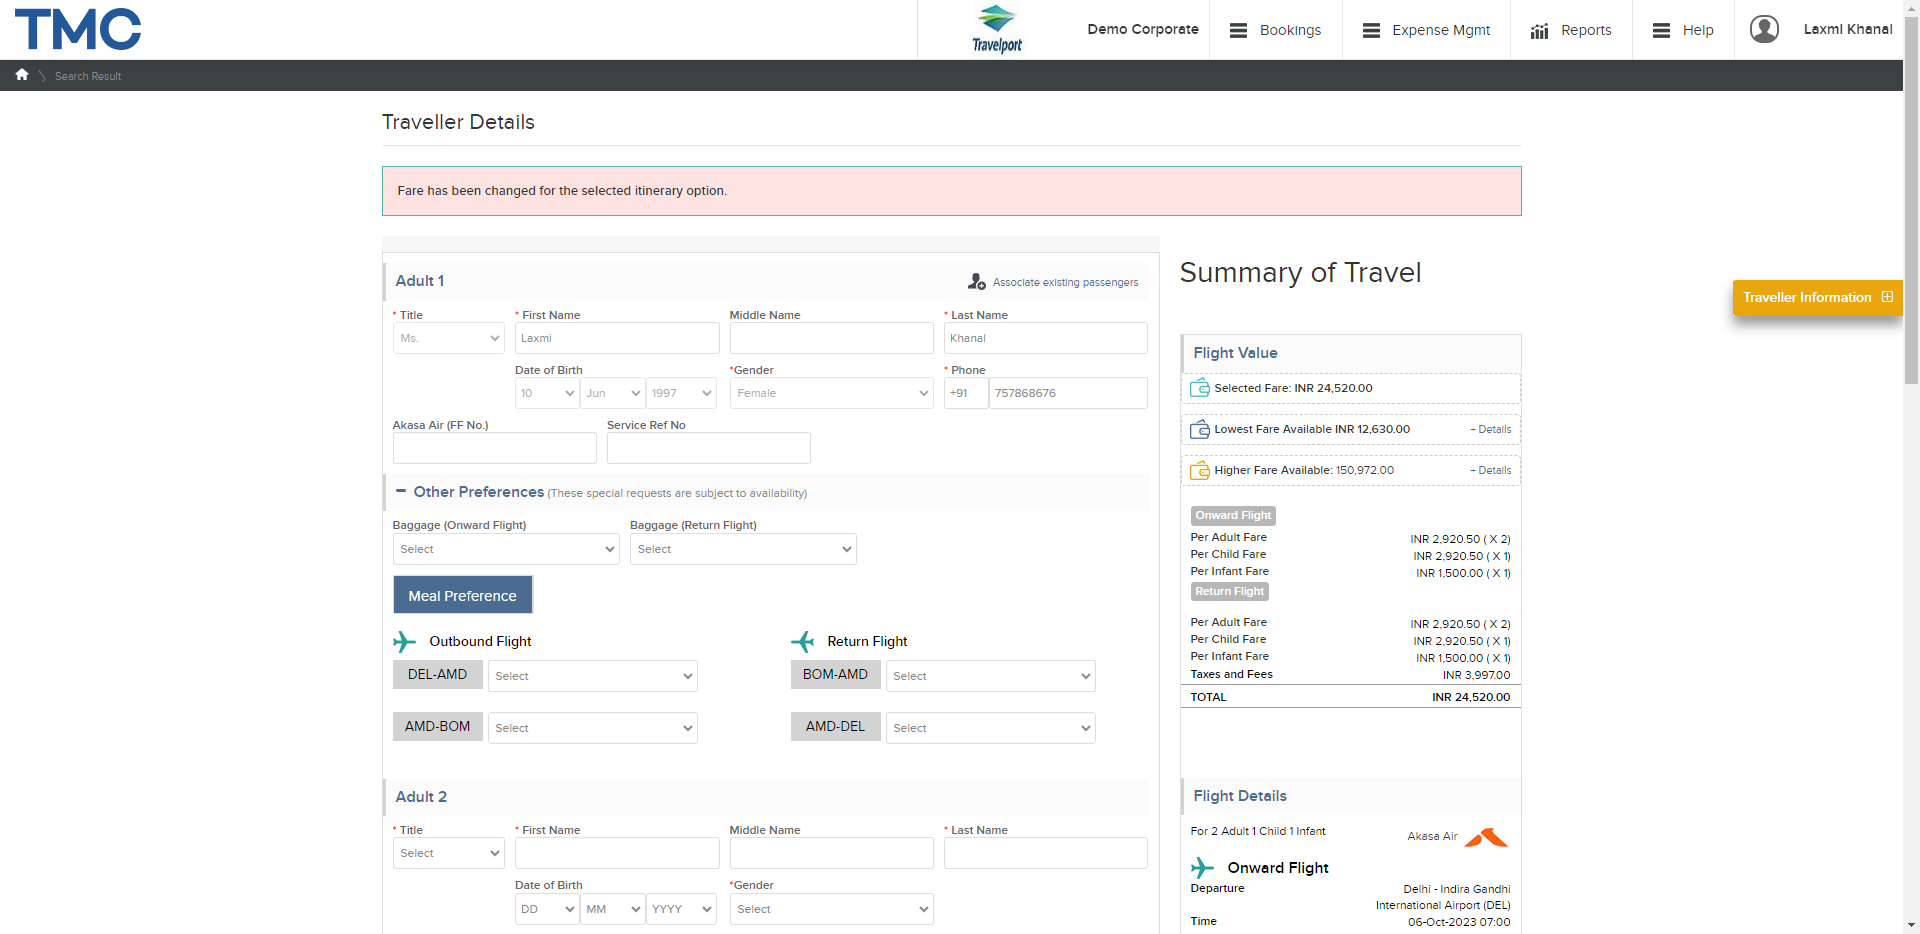 TMC
Travelport
Demo Corporate
Bookings
Expense Mgmt
Reports
Help
Laxmi Khanal
Search Result
Traveller Details
Fare has been changed for the selected itinerary option.
Adult 1
Associate existing passengers
* Title
* First Name
Middle Name
* Last Name
Ms.
Laxmi
Khanal
Date of Birth
*Gender
* Phone
10
Jun
1997
Female
+91
757868676
Akasa Air (FF No.)
Service Ref No
Other Preferences (These special requests are subject to availability)
Baggage (Onward Flight)
Baggage (Return Flight)
Select
Select
Meal Preference
Outbound Flight
Return Flight
DEL-AMD
Select
BOM-AMD
Select
AMD-BOM
Select
AMD-DEL
Select
Adult 2
* Title
* First Name
Middle Name
* Last Name
Select
Date of Birth
*Gender
DD
MM
YYYY
Select
Summary of Travel
Traveller Information
Flight Value
Selected Fare: INR 24,520.00
Lowest Fare Available INR 12,630.00
+ Details
Higher Fare Available: 150,972.00
+ Details
Onward Flight
Per Adult Fare INR 2,920.50 ( X 2)
Per Child Fare INR 2,920.50 ( X 1)
Per Infant Fare INR 1,500.00 ( X 1)
Return Flight
Per Adult Fare INR 2,920.50 ( X 2)
Per Child Fare INR 2,920.50 ( X 1)
Per Infant Fare INR 1,500.00 ( X 1)
Taxes and Fees INR 3,997.00
TOTAL INR 24,520.00
Flight Details
For 2 Adult 1 Child 1 Infant
Akasa Air
Onward Flight
Departure Delhi - Indira Gandhi
International Airport (DEL)
Time 06-Oct-2023 07:00